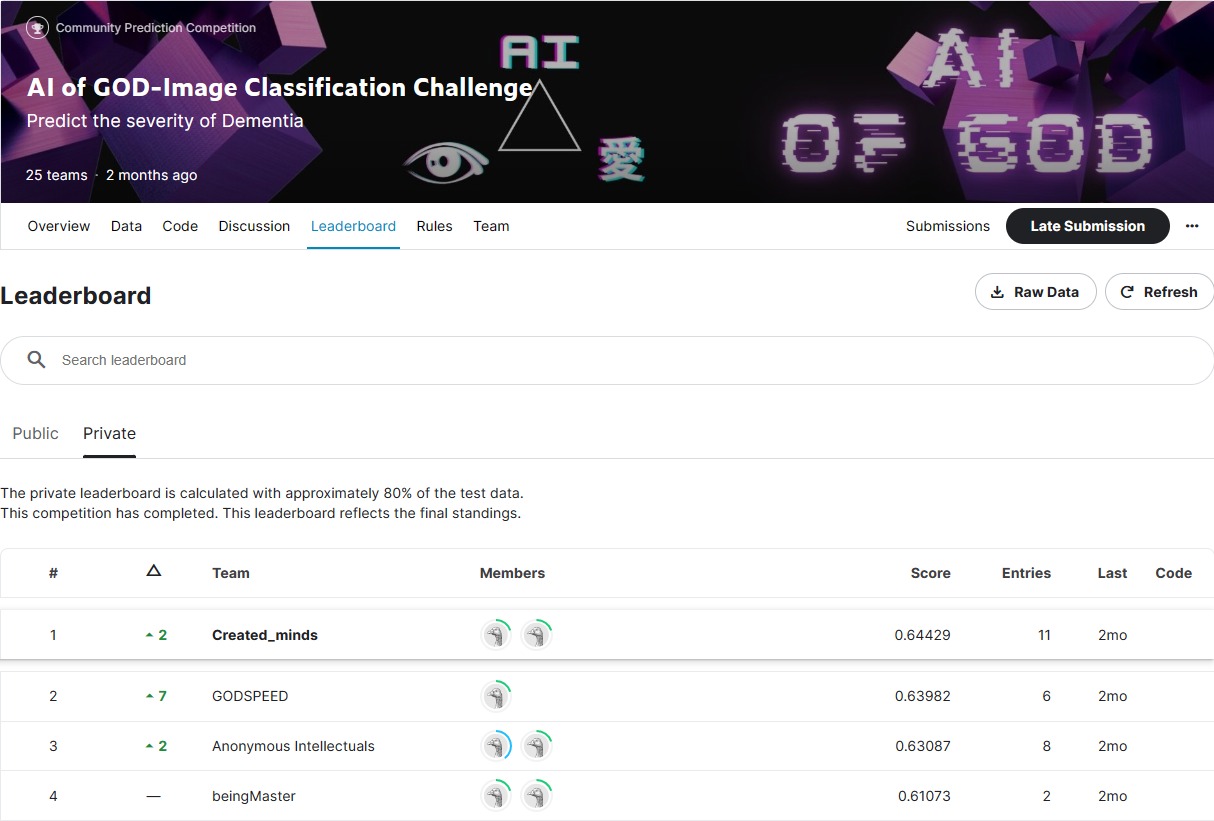 Community Prediction Competition
AI of GOD-Image Classification Challenge
Predict the severity of Dementia
25 teams · 2 months ago
AI
愛
AI
OF GOD
Overview Data Code Discussion Leaderboard Rules Team Submissions Late Submission ···
Leaderboard
Raw Data Refresh
Search leaderboard
Public Private
The private leaderboard is calculated with approximately 80% of the test data.
This competition has completed. This leaderboard reflects the final standings.
# △ Team Members Score Entries Last Code
1 2 Created_minds 0.64429 11 2mo
2 7 GODSPEED 0.63982 6 2mo
3 2 Anonymous Intellectuals 0.63087 8 2mo
4 — beingMaster 0.61073 2 2mo